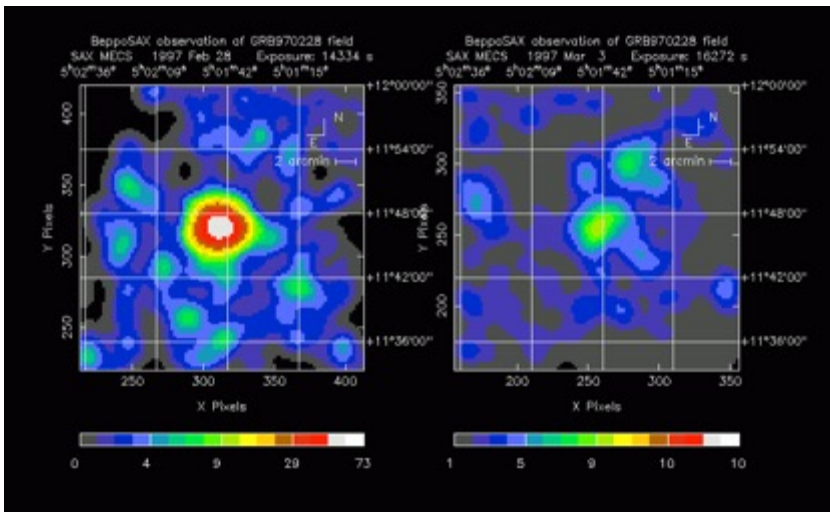 BeppoSAX observation of GRB970228 field
SAX MECS 1997 Feb 28 Exposure: 14334 s
5ʰ02ᵐ36ˢ 5ʰ02ᵐ09ˢ 5ʰ01ᵐ42ˢ 5ʰ01ᵐ15ˢ
+12°00'00"
400
N
E
+11°54'00"
2 arcmin
350
+11°48'00"
Y Pixels
300
+11°42'00"
250
+11°36'00"
250 300 350 400
X Pixels
0 4 9 29 73
BeppoSAX observation of GRB970228 field
SAX MECS 1997 Mar 3 Exposure: 16272 s
5ʰ02ᵐ36ˢ 5ʰ02ᵐ09ˢ 5ʰ01ᵐ42ˢ 5ʰ01ᵐ15ˢ
350
+12°00'00"
N
E
+11°54'00"
300
2 arcmin
+11°48'00"
Y Pixels
250
+11°42'00"
200
+11°36'00"
200 250 300 350
X Pixels
1 5 9 10 10